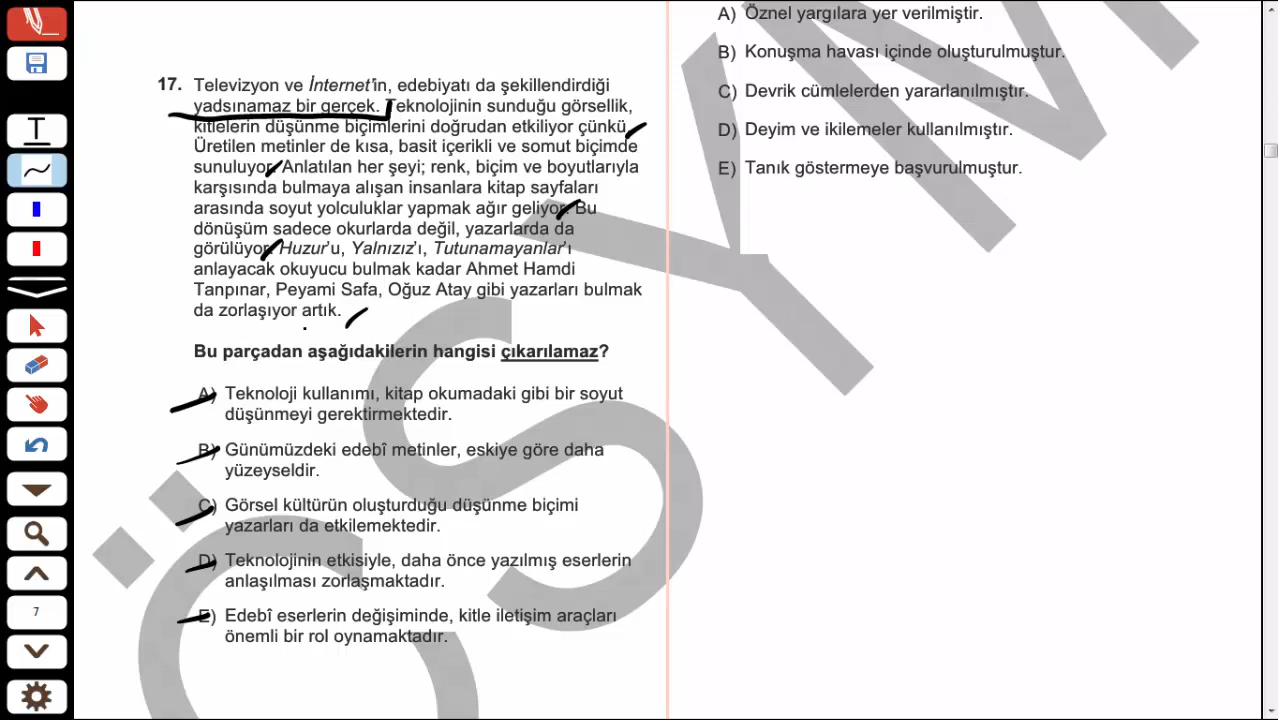 17. Televizyon ve İnternet'in, edebiyatı da şekillendirdiği
yadsınamaz bir gerçek. Teknolojinin sunduğu görsellik,
kitlelerin düşünme biçimlerini doğrudan etkiliyor çünkü.
Üretilen metinler de kısa, basit içerikli ve somut biçimde
sunuluyor. Anlatılan her şeyi; renk, biçim ve boyutlarıyla
karşısında bulmaya alışan insanlara kitap sayfaları
arasında soyut yolculuklar yapmak ağır geliyor. Bu
dönüşüm sadece okurlarda değil, yazarlarda da
görülüyor. Huzur'u, Yalnızız'ı, Tutunamayanlar'ı
anlayacak okuyucu bulmak kadar Ahmet Hamdi
Tanpınar, Peyami Safa, Oğuz Atay gibi yazarları bulmak
da zorlaşıyor artık.
Bu parçadan aşağıdakilerin hangisi çıkarılamaz?
A) Teknoloji kullanımı, kitap okumadaki gibi bir soyut
düşünmeyi gerektirmektedir.
B) Günümüzdeki edebî metinler, eskiye göre daha
yüzeyseldir.
C) Görsel kültürün oluşturduğu düşünme biçimi
yazarları da etkilemektedir.
D) Teknolojinin etkisiyle, daha önce yazılmış eserlerin
anlaşılması zorlaşmaktadır.
E) Edebî eserlerin değişiminde, kitle iletişim araçları
önemli bir rol oynamaktadır.
A) Öznel yargılara yer verilmiştir.
B) Konuşma havası içinde oluşturulmuştur.
C) Devrik cümlelerden yararlanılmıştır.
D) Deyim ve ikilemeler kullanılmıştır.
E) Tanık göstermeye başvurulmuştur.
T
7
ÖSYM